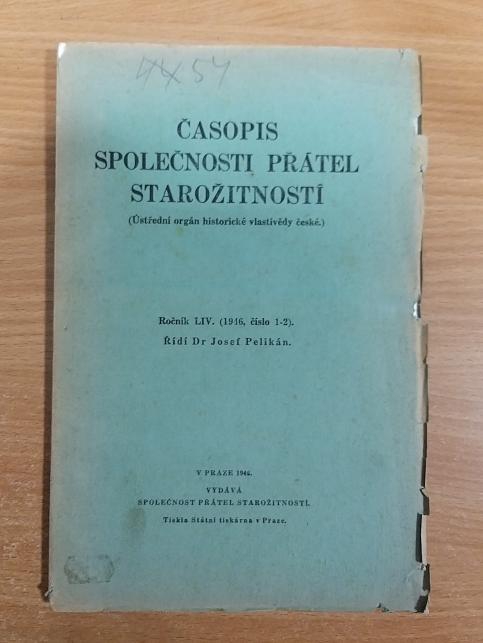 ČASOPIS
SPOLEČNOSTI PŘÁTEL
STAROŽITNOSTÍ
(Ústřední orgán historické vlastivědy české.)
Ročník LIV. (1946, číslo 1-2).
Řídí Dr Josef Pelikán.
V PRAZE 1946.
VYDÁVÁ
SPOLEČNOST PŘÁTEL STAROŽITNOSTÍ.
Tiskla Státní tiskárna v Praze.